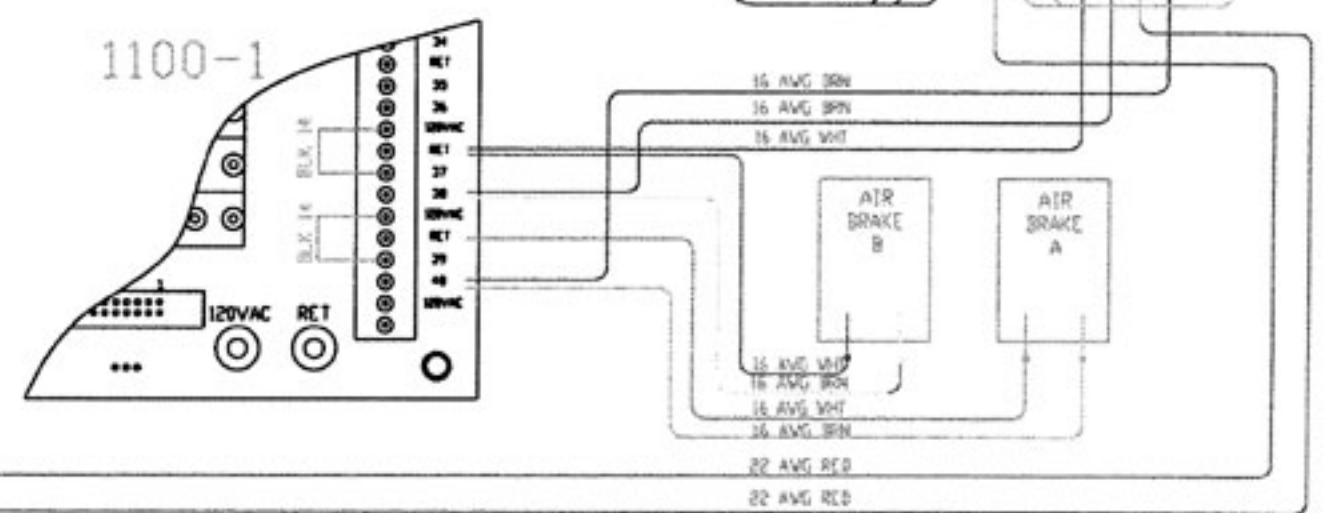 1100-1
34
RET
35
36
120VAC
RET
37
38
120VAC
RET
39
40
120VAC
BLK 14
BLK 14
1
120VAC RET
16 AWG BRN
16 AWG BRN
16 AWG WHT
AIR
BRAKE
B
AIR
BRAKE
A
16 AWG WHT
16 AWG BRN
16 AWG WHT
16 AWG BRN
22 AWG RED
22 AWG RED